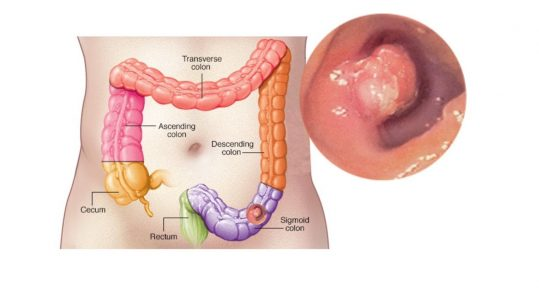 Transverse
colon
Ascending
colon
Descending
colon
Cecum
Sigmoid
colon
Rectum